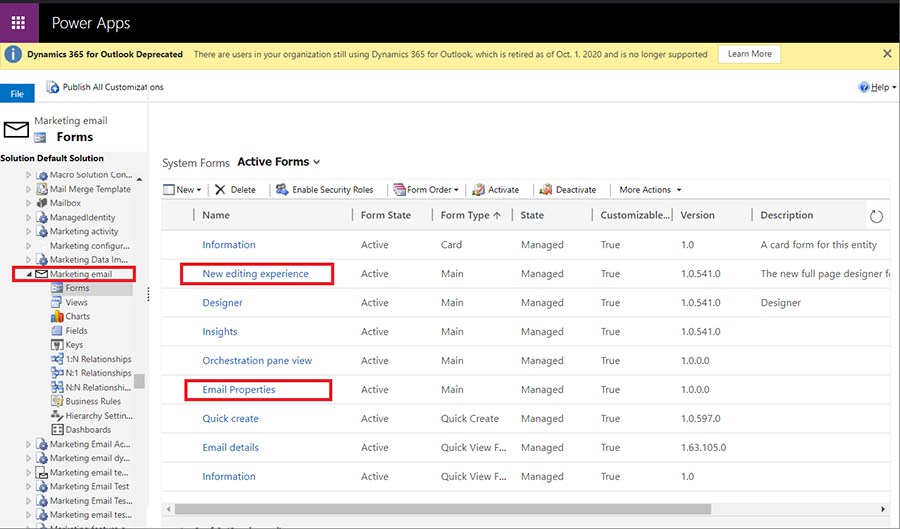 Power Apps
Dynamics 365 for Outlook Deprecated There are users in your organization still using Dynamics 365 for Outlook, which is retired as of Oct. 1, 2020 and is no longer supported Learn More
File Publish All Customizations Help
Marketing email
Forms
Solution Default Solution
Macro Solution Con...
Mail Merge Template
Mailbox
ManagedIdentity
Marketing activity
Marketing configur...
Marketing Data Im...
Marketing email
Forms
Views
Charts
Fields
Keys
1:N Relationships
N:1 Relationships
N:N Relationshi...
Business Rules
Hierarchy Settin...
Dashboards
Marketing Email Ac...
Marketing email dy...
Marketing email te...
Marketing Email Test
Marketing Email Tes...
Marketing email tes...
System Forms Active Forms
New Delete Enable Security Roles Form Order Activate Deactivate More Actions
Name Form State Form Type State Customizable... Version Description
Information Active Card Managed True 1.0 A card form for this entity
New editing experience Active Main Managed True 1.0.541.0 The new full page designer fo
Designer Active Main Managed True 1.0.541.0 Designer
Insights Active Main Managed True 1.0.541.0
Orchestration pane view Active Main Managed True 1.0.0.0
Email Properties Active Main Managed True 1.0.0.0
Quick create Active Quick Create Managed True 1.0.597.0
Email details Active Quick View F... Managed True 1.63.105.0
Information Active Quick View F... Managed True 1.0